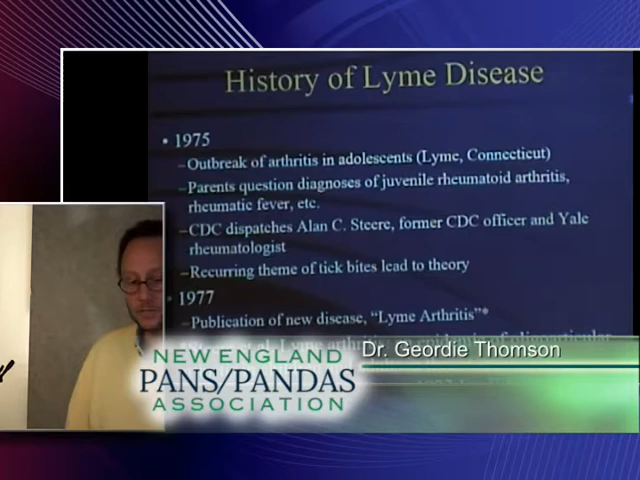 History of Lyme Disease
• 1975
–Outbreak of arthritis in adolescents (Lyme, Connecticut)
–Parents question diagnoses of juvenile rheumatoid arthritis,
rheumatic fever, etc.
–CDC dispatches Alan C. Steere, former CDC officer and Yale
rheumatologist
–Recurring theme of tick bites lead to theory
• 1977
–Publication of new disease, “Lyme Arthritis”*
Dr. Geordie Thomson
NEW ENGLAND
PANS/PANDAS
ASSOCIATION